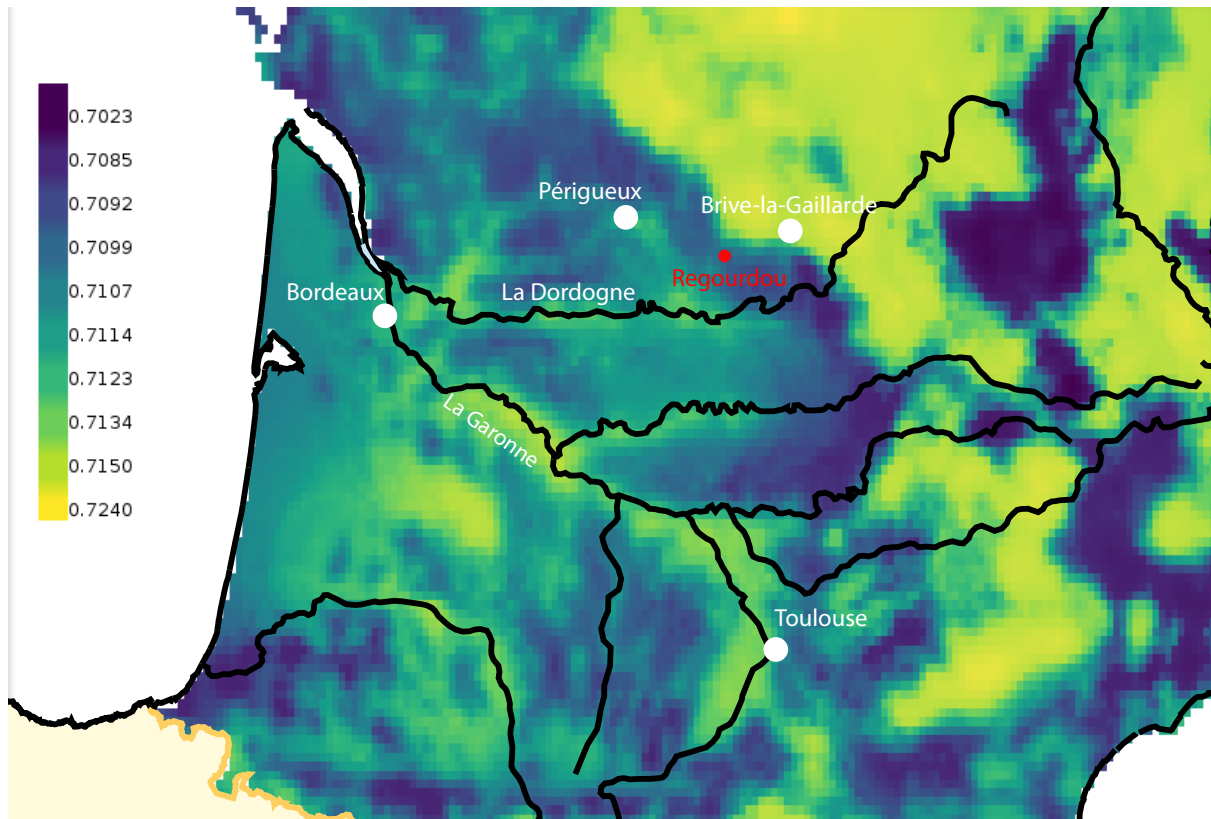 0.7023
0.7085
0.7092
0.7099
0.7107
0.7114
0.7123
0.7134
0.7150
0.7240
Périgueux
Brive-la-Gaillarde
Regourdou
Bordeaux
La Dordogne
La Garonne
Toulouse